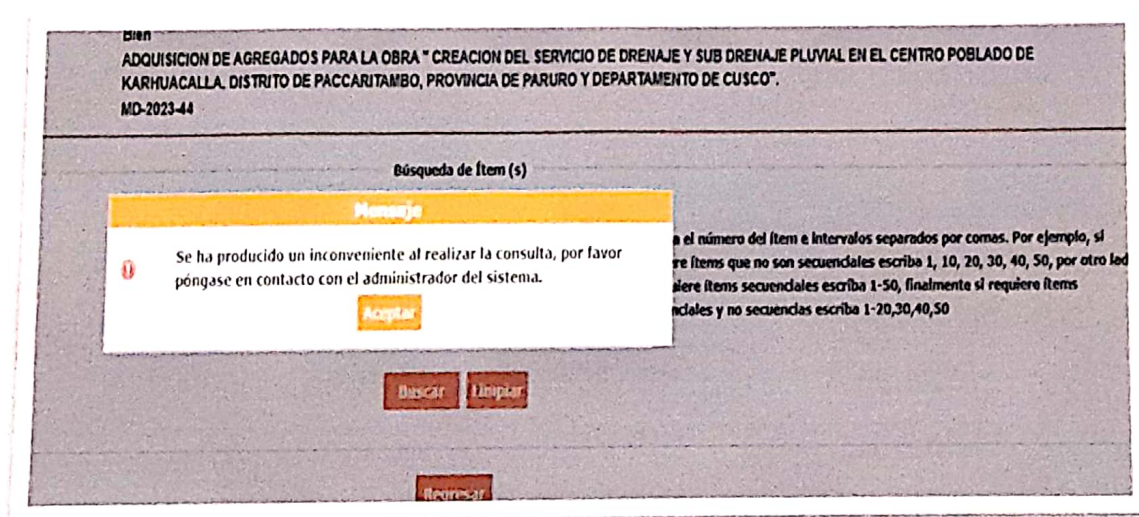 Bien
ADQUISICION DE AGREGADOS PARA LA OBRA " CREACION DEL SERVICIO DE DRENAJE Y SUB DRENAJE PLUVIAL EN EL CENTRO POBLADO DE
KARHUACALLA, DISTRITO DE PACCARITAMBO, PROVINCIA DE PARURO Y DEPARTAMENTO DE CUSCO".
MD-2023-44
Búsqueda de Ítem (s)
Mensaje
Se ha producido un inconveniente al realizar la consulta, por favor
póngase en contacto con el administrador del sistema.
Aceptar
a el número del ítem e intervalos separados por comas. Por ejemplo, si
re ítems que no son secuenciales escriba 1, 10, 20, 30, 40, 50, por otro lad
iere ítems secuenciales escriba 1-50, finalmente si requiere ítems
nciales y no secuencias escriba 1-20,30,40,50
Buscar Limpiar
Regresar